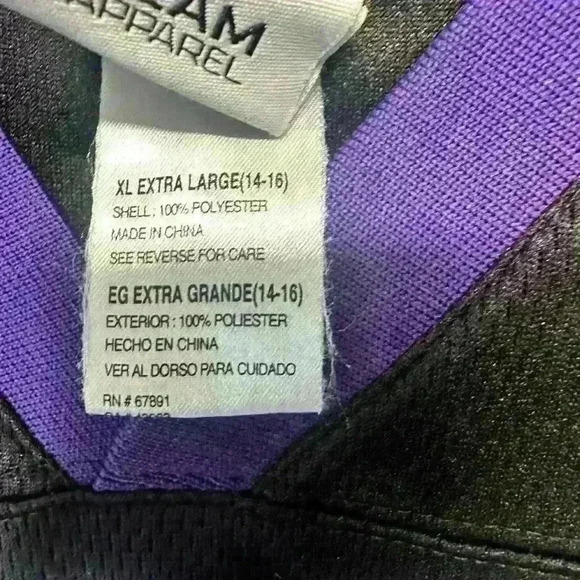 APPAREL
XL EXTRA LARGE(14-16)
SHELL: 100% POLYESTER
MADE IN CHINA
SEE REVERSE FOR CARE
EG EXTRA GRANDE(14-16)
EXTERIOR : 100% POLIESTER
HECHO EN CHINA
VER AL DORSO PARA CUIDADO
RN # 67891